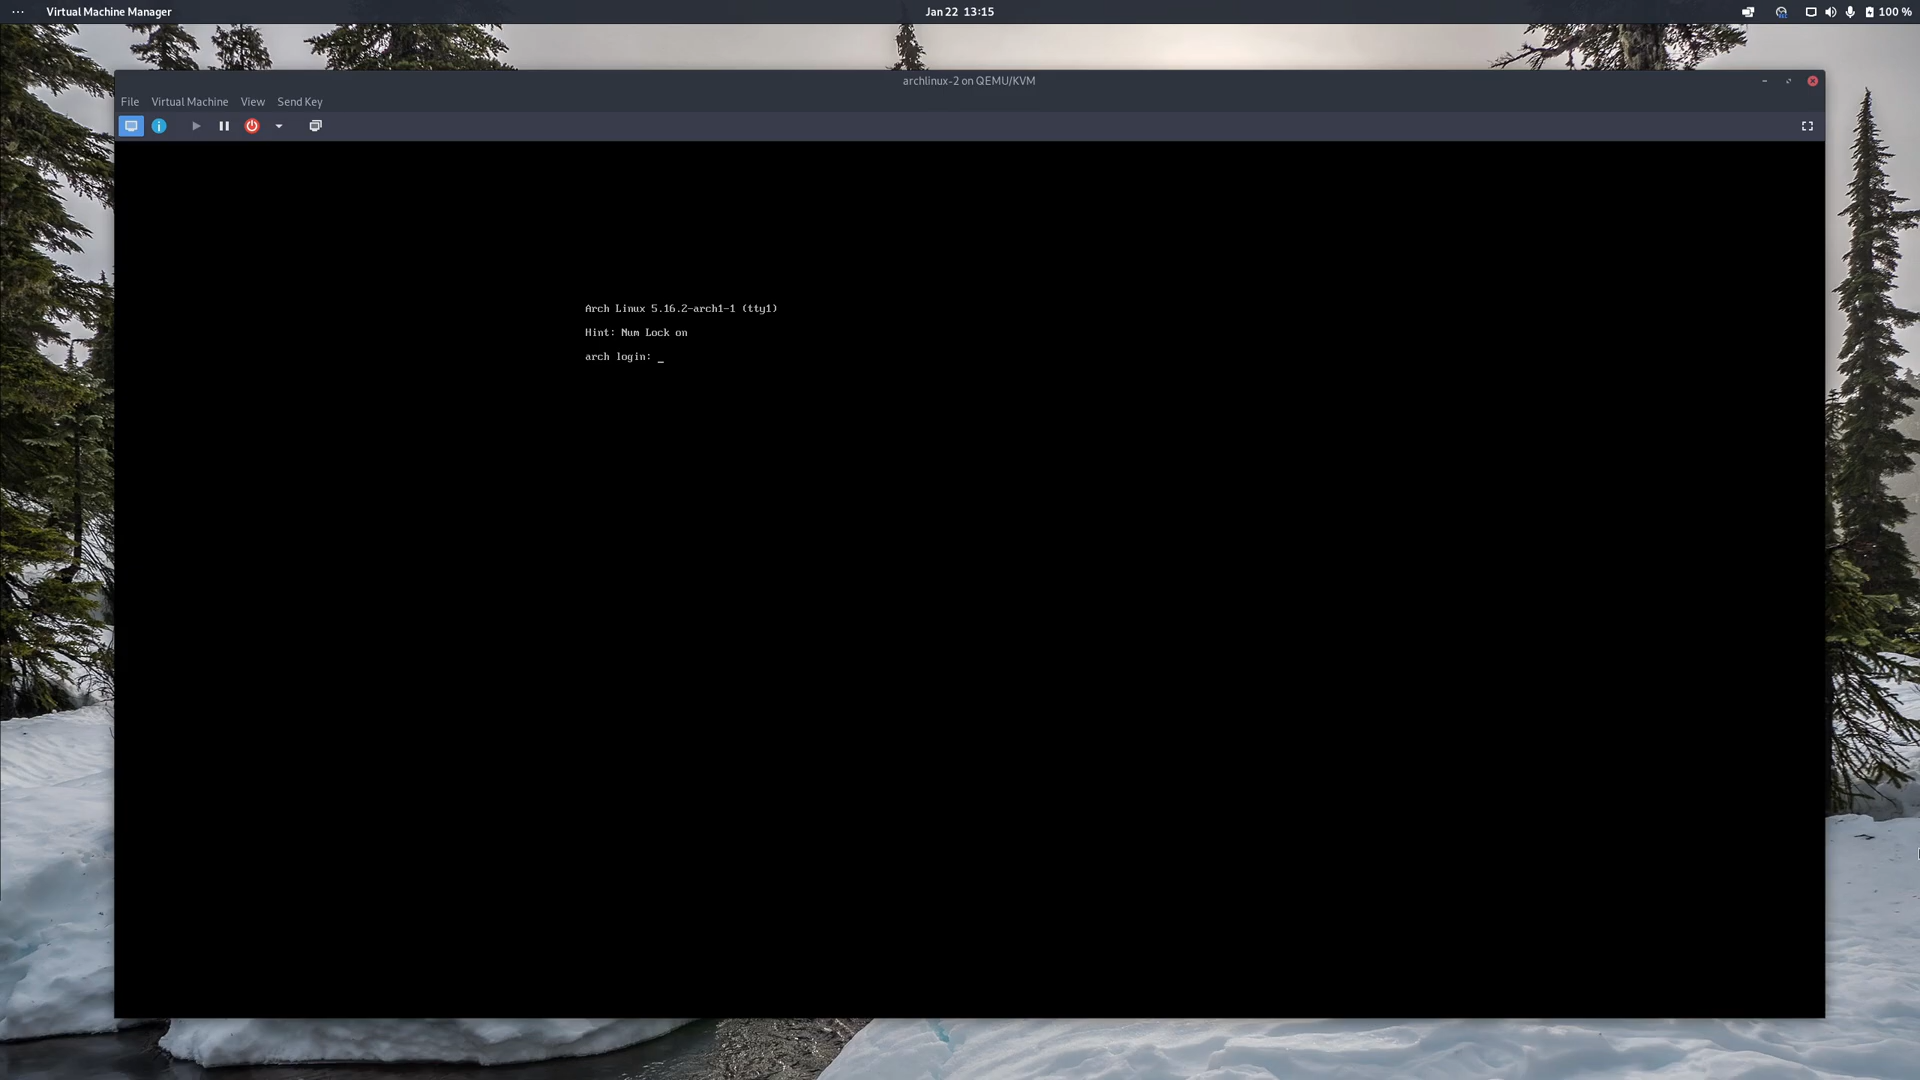 Virtual Machine Manager
Jan 22 13:15
100 %
archlinux-2 on QEMU/KVM
File Virtual Machine View Send Key
Arch Linux 5.16.2-arch1-1 (tty1)
Hint: Num Lock on
arch login: _